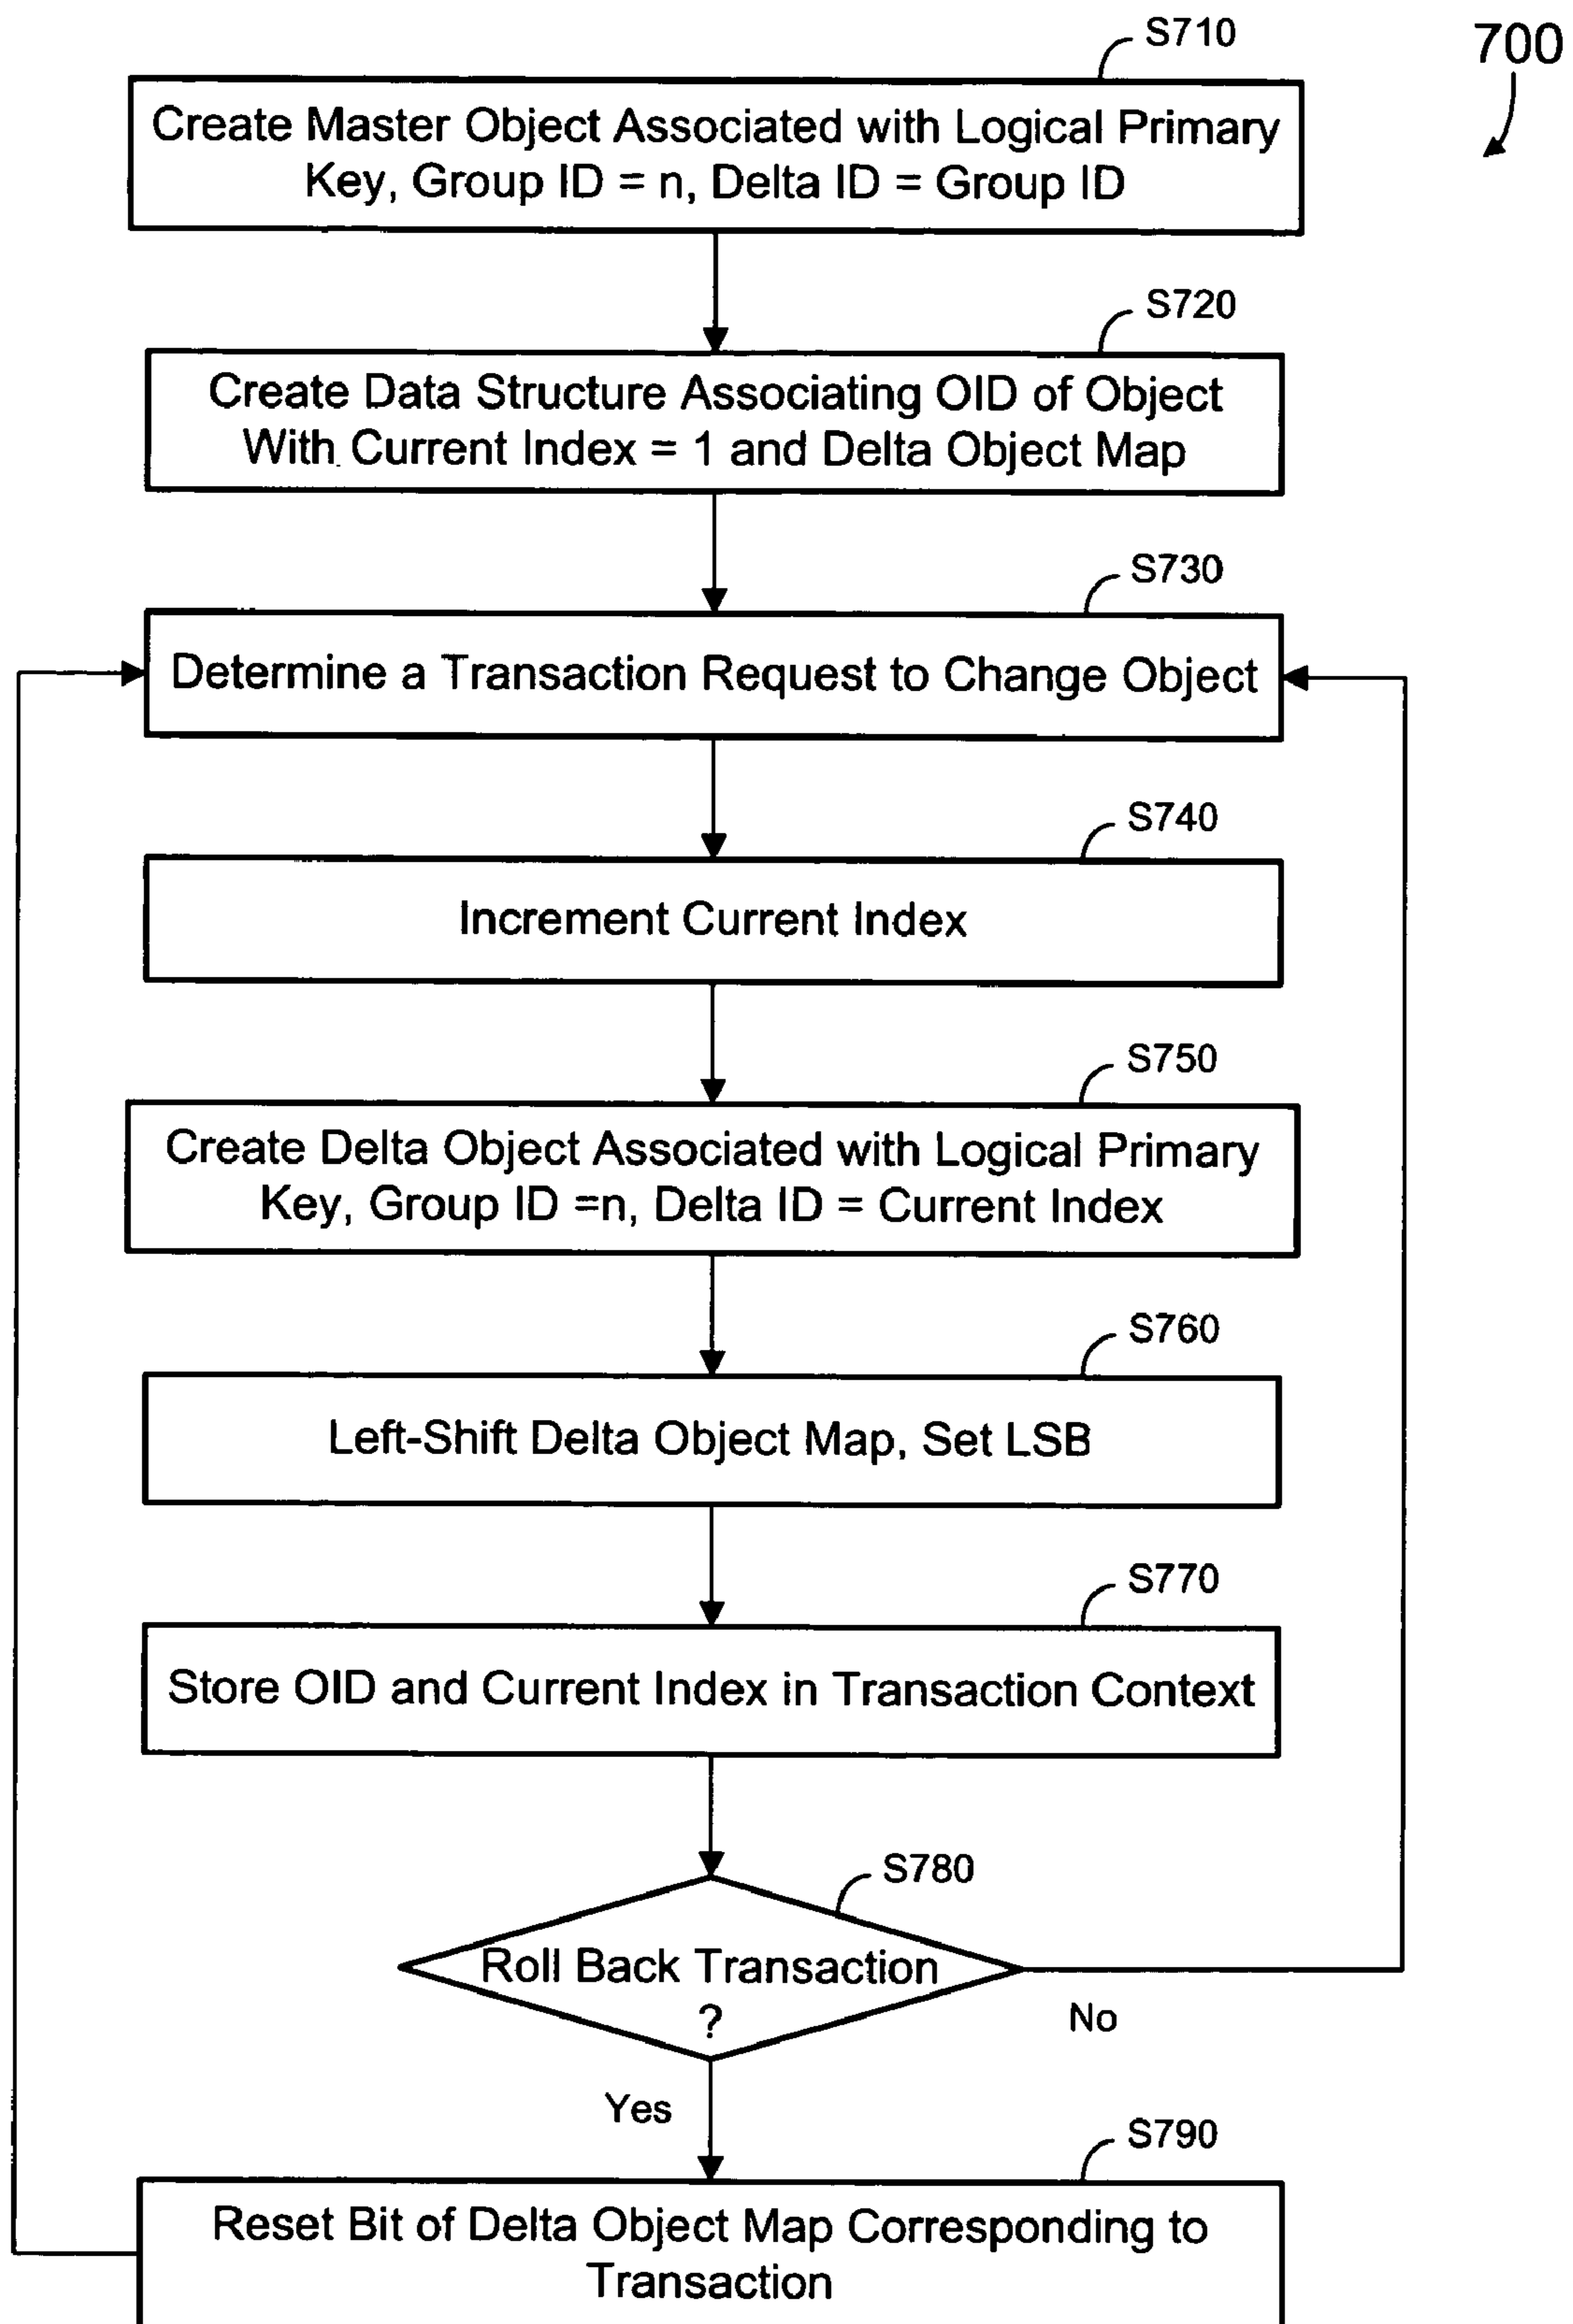 S710
700
Create Master Object Associated with Logical Primary
Key, Group ID = n, Delta ID = Group ID
S720
Create Data Structure Associating OID of Object
With Current Index = 1 and Delta Object Map
S730
Determine a Transaction Request to Change Object
S740
Increment Current Index
S750
Create Delta Object Associated with Logical Primary
Key, Group ID =n, Delta ID = Current Index
S760
Left-Shift Delta Object Map, Set LSB
S770
Store OID and Current Index in Transaction Context
S780
Roll Back Transaction
?
No
Yes
S790
Reset Bit of Delta Object Map Corresponding to
Transaction